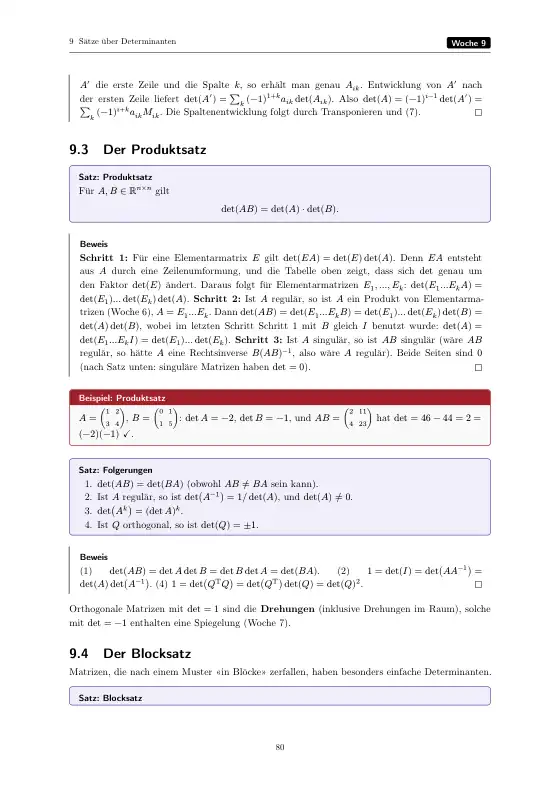 9 Sätze über Determinanten
Woche 9
A′ die erste Zeile und die Spalte k, so erhält man genau A_{ik}. Entwicklung von A′ nach
der ersten Zeile liefert det(A′) = ∑_k (−1)^{1+k} a_{ik} det(A_{ik}). Also det(A) = (−1)^{i−1} det(A′) =
∑_k (−1)^{i+k} a_{ik} M_{ik}. Die Spaltenentwicklung folgt durch Transponieren und (7). □
9.3 Der Produktsatz
Satz: Produktsatz
Für A, B ∈ ℝ^{n×n} gilt
det(AB) = det(A) · det(B).
Beweis
Schritt 1: Für eine Elementarmatrix E gilt det(EA) = det(E) det(A). Denn EA entsteht
aus A durch eine Zeilenumformung, und die Tabelle oben zeigt, dass sich det genau um
den Faktor det(E) ändert. Daraus folgt für Elementarmatrizen E₁, ..., E_k: det(E₁...E_kA) =
det(E₁)... det(E_k) det(A). Schritt 2: Ist A regulär, so ist A ein Produkt von Elementarma-
trizen (Woche 6), A = E₁...E_k. Dann det(AB) = det(E₁...E_kB) = det(E₁)... det(E_k) det(B) =
det(A) det(B), wobei im letzten Schritt Schritt 1 mit B gleich I benutzt wurde: det(A) =
det(E₁...E_kI) = det(E₁)... det(E_k). Schritt 3: Ist A singulär, so ist AB singulär (wäre AB
regulär, so hätte A eine Rechtsinverse B(AB)⁻¹, also wäre A regulär). Beide Seiten sind 0
(nach Satz unten: singuläre Matrizen haben det = 0). □
Beispiel: Produktsatz
A = (1 2; 3 4), B = (0 1; 1 5): det A = −2, det B = −1, und AB = (2 11; 4 23) hat det = 46 − 44 = 2 =
(−2)(−1) ✓.
Satz: Folgerungen
1. det(AB) = det(BA) (obwohl AB ≠ BA sein kann).
2. Ist A regulär, so ist det(A⁻¹) = 1/ det(A), und det(A) ≠ 0.
3. det(A^k) = (det A)^k.
4. Ist Q orthogonal, so ist det(Q) = ±1.
Beweis
(1) det(AB) = det A det B = det B det A = det(BA). (2) 1 = det(I) = det(AA⁻¹) =
det(A) det(A⁻¹). (4) 1 = det(Q^TQ) = det(Q^T) det(Q) = det(Q)². □
Orthogonale Matrizen mit det = 1 sind die Drehungen (inklusive Drehungen im Raum), solche
mit det = −1 enthalten eine Spiegelung (Woche 7).
9.4 Der Blocksatz
Matrizen, die nach einem Muster «in Blöcke» zerfallen, haben besonders einfache Determinanten.
Satz: Blocksatz
80